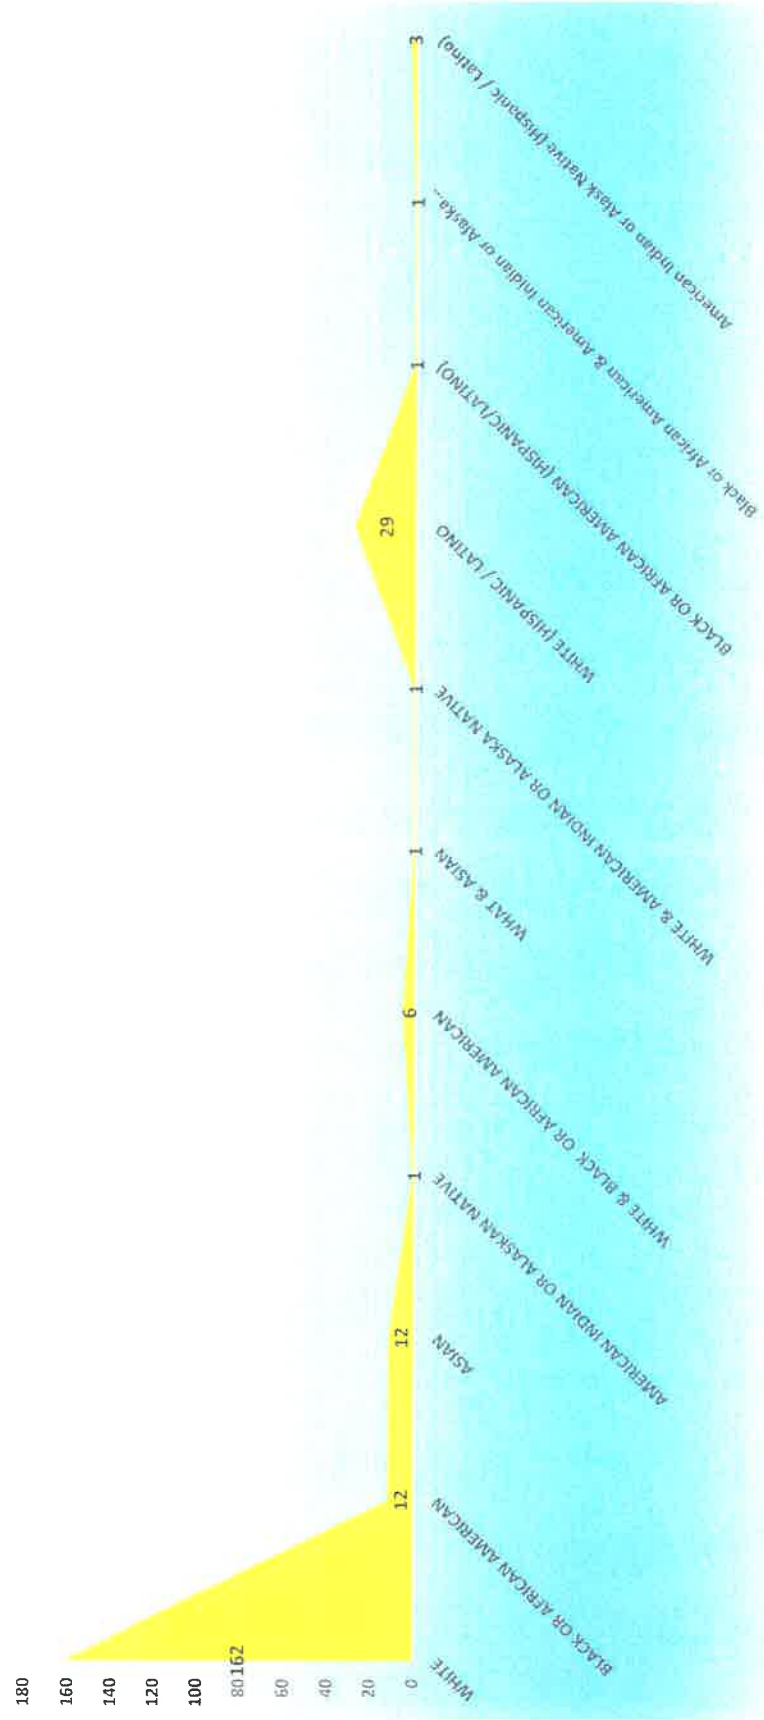 180
160
140
120
100
80
60
40
20
0
162
12
12
1
6
1
1
29
1
1
3
WHITE
BLACK OR AFRICAN AMERICAN
ASIAN
AMERICAN INDIAN OR ALASKAN NATIVE
WHITE & BLACK OR AFRICAN AMERICAN
WHAT & ASIAN
WHITE & AMERICAN INDIAN OR ALASKA NATIVE
WHITE (HISPANIC / LATINO
BLACK OR AFRICAN AMERICAN (HISPANIC/LATINO)
Black or African American & American Inidian or Alaska...
American Indian or Alask Native (Hispanic / Latino)